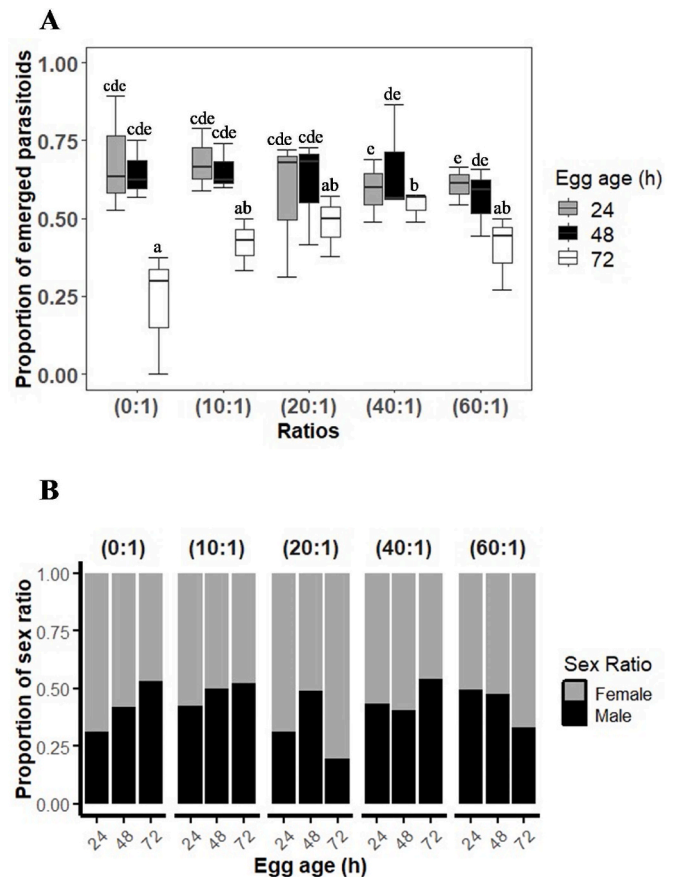 A
Proportion of emerged parasitoids
1.00
0.75
0.50
0.25
0.00
cde
cde
a
cde
cde
ab
cde
cde
ab
e
de
b
e
de
ab
(0:1) (10:1) (20:1) (40:1) (60:1)
Ratios
Egg age (h)
24
48
72
B
(0:1) (10:1) (20:1) (40:1) (60:1)
Proportion of sex ratio
1.00
0.75
0.50
0.25
0.00
24 48 72 24 48 72 24 48 72 24 48 72 24 48 72
Egg age (h)
Sex Ratio
Female
Male